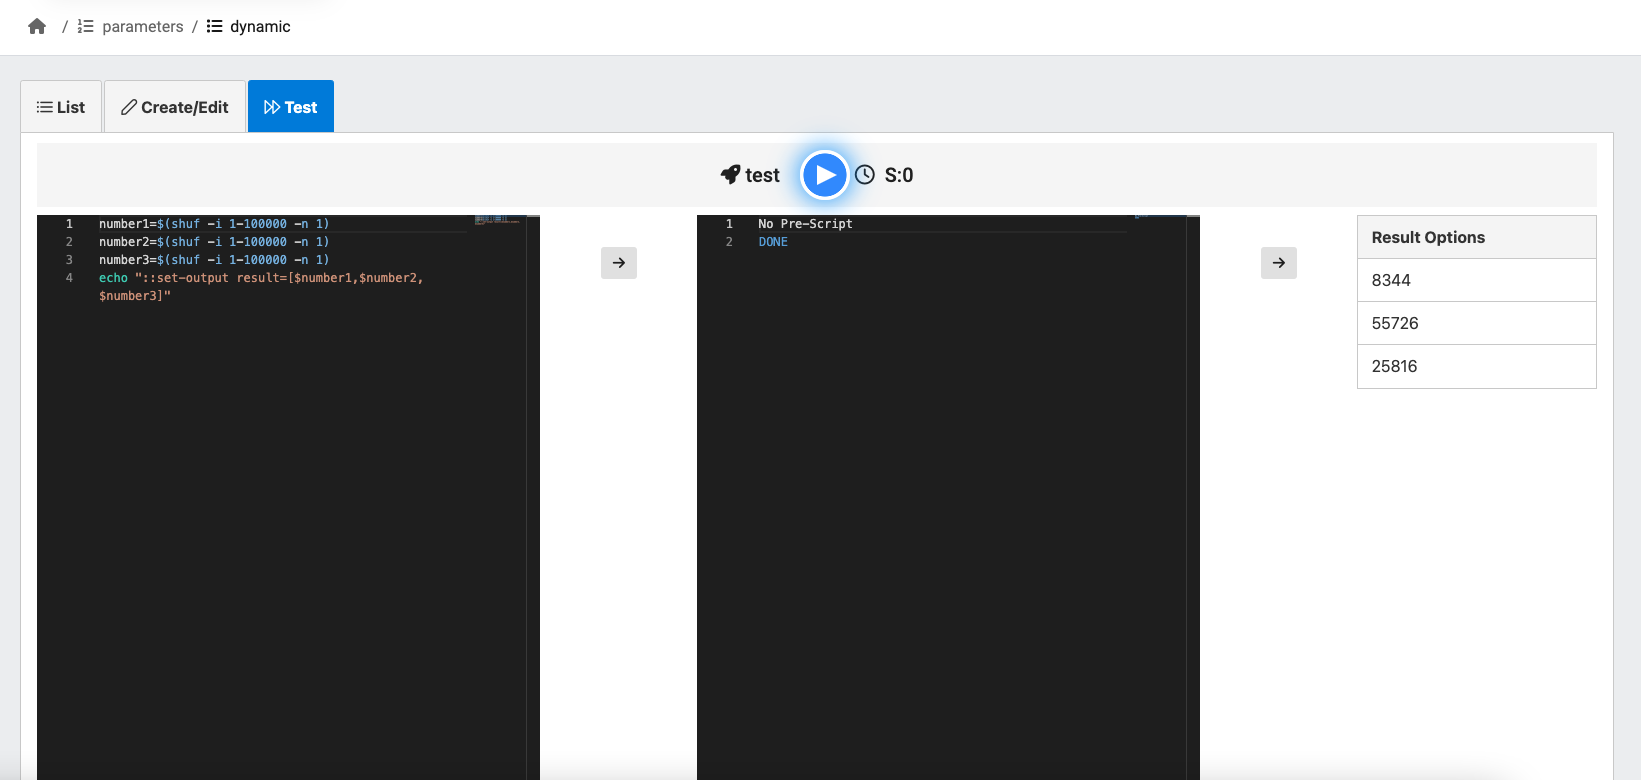 / parameters / dynamic
List
Create/Edit
Test
test
S:0
1 number1=$(shuf -i 1-100000 -n 1)
2 number2=$(shuf -i 1-100000 -n 1)
3 number3=$(shuf -i 1-100000 -n 1)
4 echo "::set-output result=[$number1,$number2,
$number3]"
1 No Pre-Script
2 DONE
Result Options
8344
55726
25816